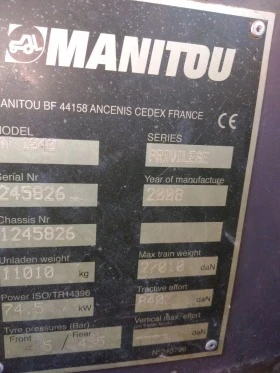 MANITOU
ANITOU BF 44158 ANCENIS CEDEX FRANCE
CE
MODEL
SERIES
PRIVILEGE
Serial Nr
Year of manufacture
245826
2008
Chassis Nr
1245826
Unladen weight
Max train weight
11010 kg
daN
Power ISO/TR14396
Tractive effort
74.5 kW
daN
Tyre pressures (Bar)
Vertical max. effort
Front
/ Rear